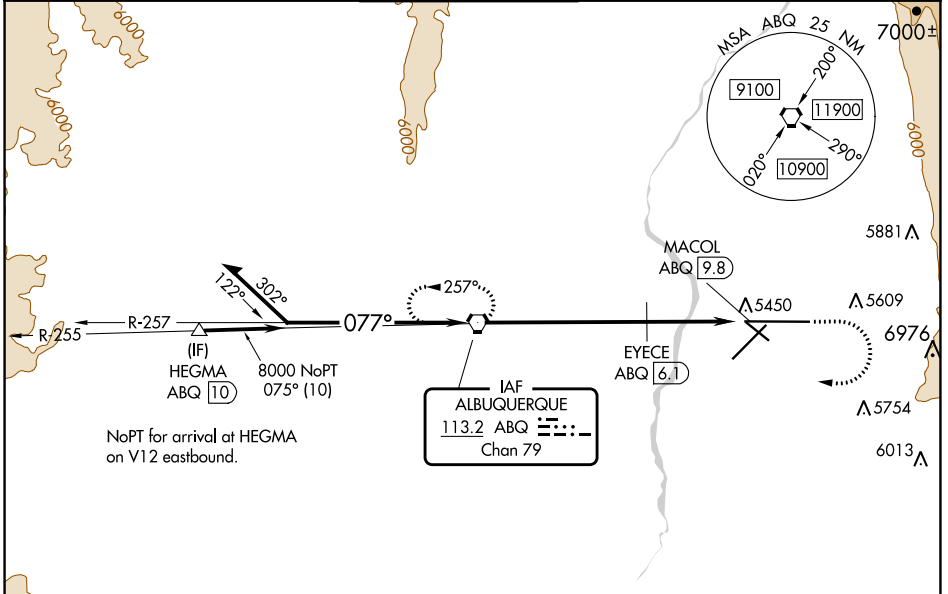 6000
6000
6000
7000±
6000
MSA ABQ 25 NM
200°
9100
11900
020°
290°
10900
5881
MACOL
ABQ 9.8
302°
122°
257°
5450
5609
R-257
077°
R-255
6976
(IF)
HEGMA
ABQ 10
8000 NoPT
075° (10)
EYECE
ABQ 6.1
IAF
ALBUQUERQUE
113.2 ABQ
Chan 79
5754
NoPT for arrival at HEGMA
on V12 eastbound.
6013